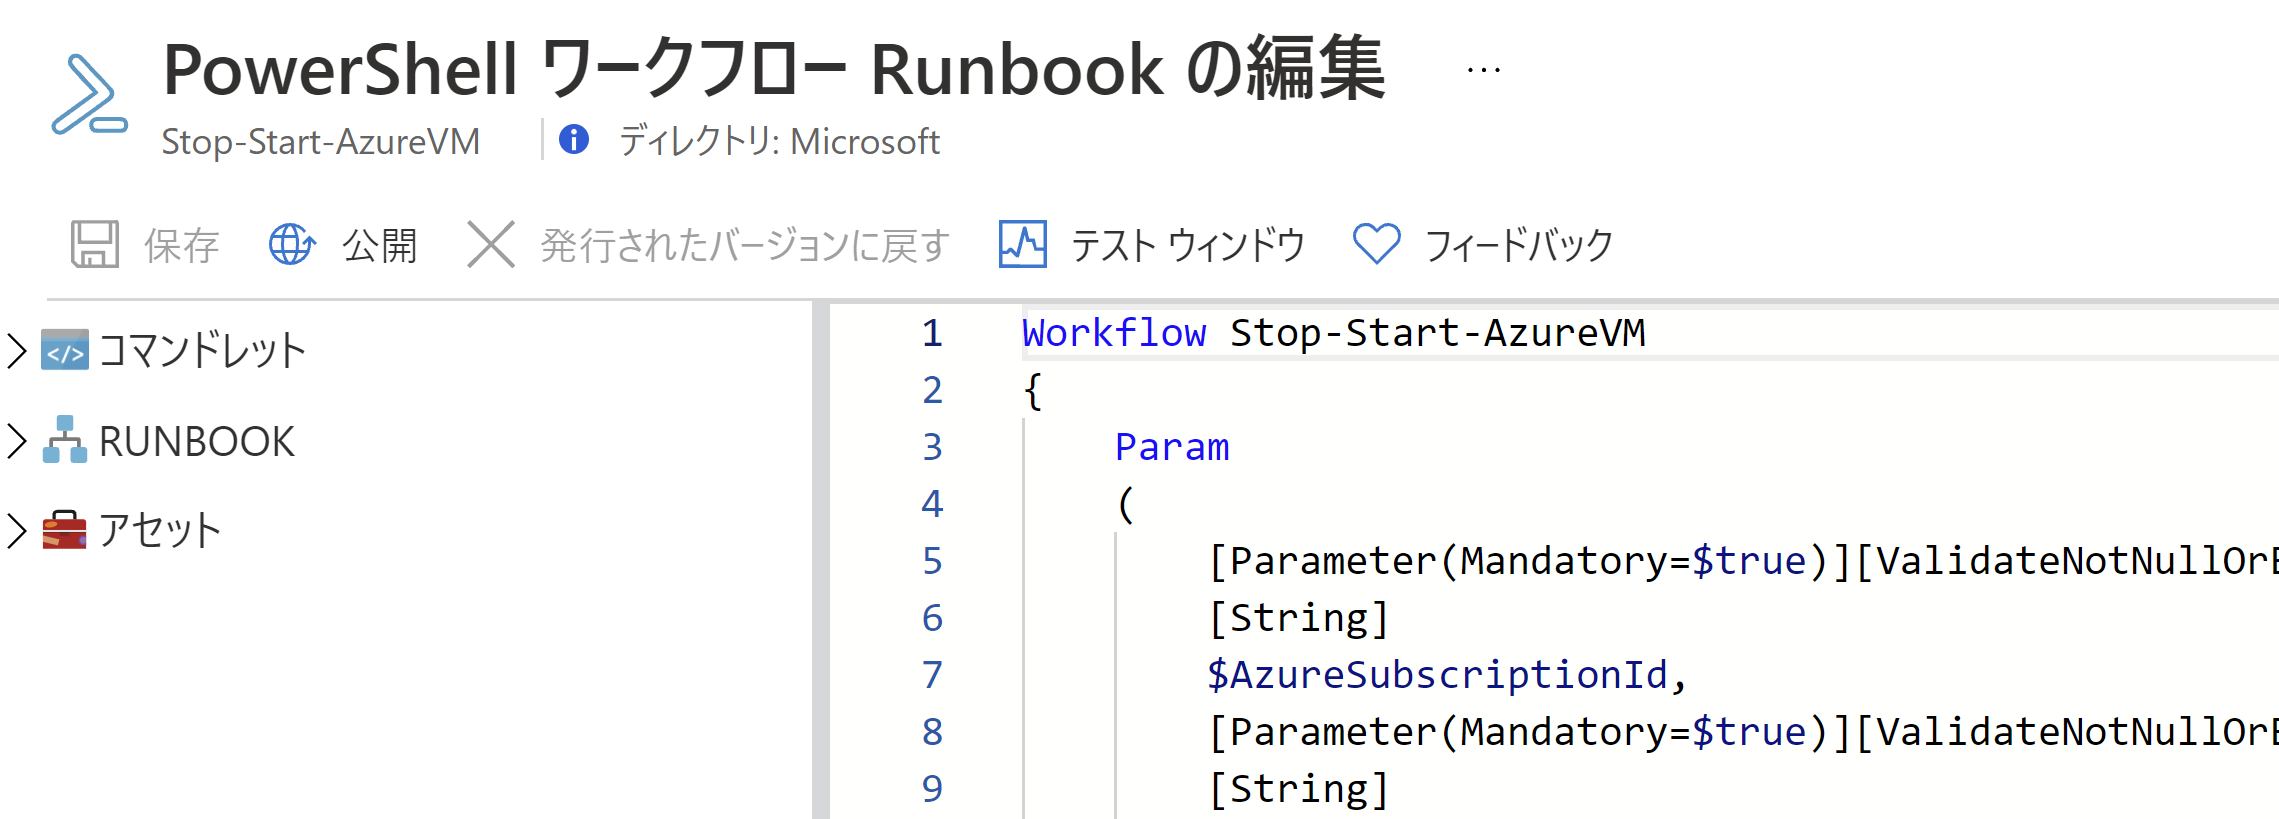 PowerShell ワークフロー Runbook の編集 ...
Stop-Start-AzureVM ディレクトリ: Microsoft
保存 公開 発行されたバージョンに戻す テスト ウィンドウ フィードバック
コマンドレット
RUNBOOK
アセット
1 Workflow Stop-Start-AzureVM
2 {
3 Param
4 (
5 [Parameter(Mandatory=$true)][ValidateNotNullOrE
6 [String]
7 $AzureSubscriptionId,
8 [Parameter(Mandatory=$true)][ValidateNotNullOrE
9 [String]